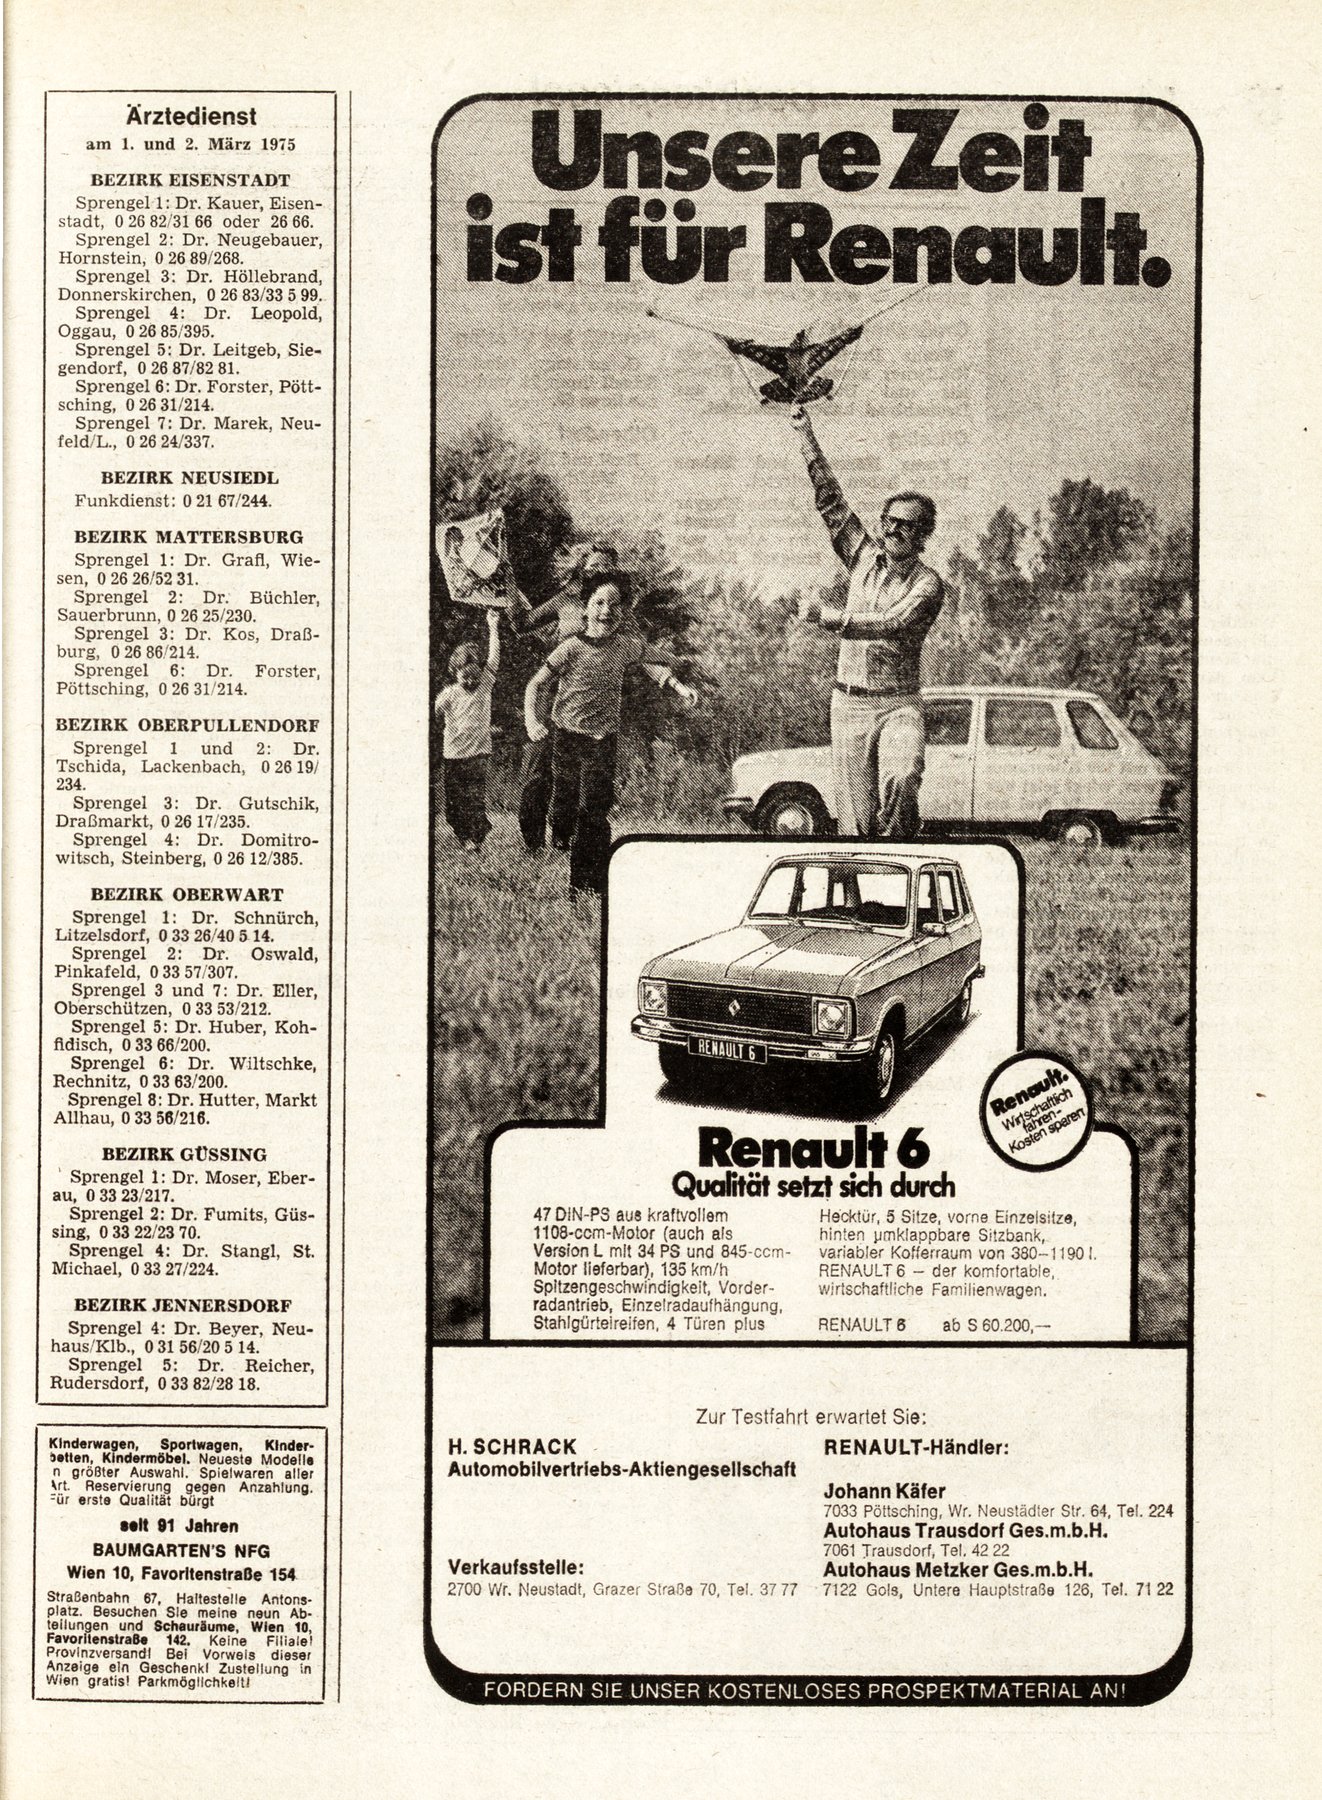 Ärztedienst
am 1. und 2. März 1975
BEZIRK EISENSTADT
Sprengel 1: Dr. Kauer, Eisen-
stadt, 0 26 82/31 66 oder 26 66.
Sprengel 2: Dr. Neugebauer,
Hornstein, 0 26 89/268.
Sprengel 3: Dr. Höllebrand,
Donnerskirchen, 0 26 83/33 5 99.
Sprengel 4: Dr. Leopold,
Oggau, 0 26 85/395.
Sprengel 5: Dr. Leitgeb, Sie-
gendorf, 0 26 87/82 81.
Sprengel 6: Dr. Forster, Pött-
sching, 0 26 31/214.
Sprengel 7: Dr. Marek, Neu-
feld/L., 0 26 24/337.
BEZIRK NEUSIEDL
Funkdienst: 0 21 67/244.
BEZIRK MATTERSBURG
Sprengel 1: Dr. Grafl, Wie-
sen, 0 26 26/52 31.
Sprengel 2: Dr. Büchler,
Sauerbrunn, 0 26 25/230.
Sprengel 3: Dr. Kos, Draß-
burg, 0 26 86/214.
Sprengel 6: Dr. Forster,
Pöttsching, 0 26 31/214.
BEZIRK OBERPULLENDORF
Sprengel 1 und 2: Dr.
Tschida, Lackenbach, 0 26 19/
234.
Sprengel 3: Dr. Gutschik,
Draßmarkt, 0 26 17/235.
Sprengel 4: Dr. Domitro-
witsch, Steinberg, 0 26 12/385.
BEZIRK OBERWART
Sprengel 1: Dr. Schnürch,
Litzelsdorf, 0 33 26/40 5 14.
Sprengel 2: Dr. Oswald,
Pinkafeld, 0 33 57/307.
Sprengel 3 und 7: Dr. Eller,
Oberschützen, 0 33 53/212.
Sprengel 5: Dr. Huber, Koh-
fidisch, 0 33 66/200.
Sprengel 6: Dr. Wiltschke,
Rechnitz, 0 33 63/200.
Sprengel 8: Dr. Hutter, Markt
Allhau, 0 33 56/216.
BEZIRK GÜSSING
Sprengel 1: Dr. Moser, Eber-
au, 0 33 23/217.
Sprengel 2: Dr. Fumits, Güs-
sing, 0 33 22/23 70.
Sprengel 4: Dr. Stangl, St.
Michael, 0 33 27/224.
BEZIRK JENNERSDORF
Sprengel 4: Dr. Beyer, Neu-
haus/Klb., 0 31 56/20 5 14.
Sprengel 5: Dr. Reicher,
Rudersdorf, 0 33 82/28 18.
Kinderwagen, Sportwagen, Kinder-
betten, Kindermöbel. Neueste Modelle
n größter Auswahl. Spielwaren aller
Art. Reservierung gegen Anzahlung.
Für erste Qualität bürgt
seit 91 Jahren
BAUMGARTEN'S NFG
Wien 10, Favoritenstraße 154
Straßenbahn 67, Haltestelle Antons-
platz. Besuchen Sie meine neun Ab-
teilungen und Schauräume, Wien 10,
Favoritenstraße 142. Keine Filiale!
Provinzversand! Bei Vorweis dieser
Anzeige ein Geschenk! Zustellung in
Wien gratis! Parkmöglichkeit!
Unsere Zeit
ist für Renault.
RENAULT 6
Renault.
Wirtschaftlich
fahren-
Kosten sparen
Renault 6
Qualität setzt sich durch
47 DIN-PS aus kraftvollem
1108-ccm-Motor (auch als
Version L mit 34 PS und 845-ccm-
Motor lieferbar), 135 km/h
Spitzengeschwindigkeit, Vorder-
radantrieb, Einzelradaufhängung,
Stahlgürtelreifen, 4 Türen plus
Hecktür, 5 Sitze, vorne Einzelsitze,
hinten umklappbare Sitzbank,
variabler Kofferraum von 380–1190 l.
RENAULT 6 – der komfortable,
wirtschaftliche Familienwagen.
RENAULT 6 ab S 60.200,—
Zur Testfahrt erwartet Sie:
H. SCHRACK
Automobilvertriebs-Aktiengesellschaft
Verkaufsstelle:
2700 Wr. Neustadt, Grazer Straße 70, Tel. 37 77
RENAULT-Händler:
Johann Käfer
7033 Pöttsching, Wr. Neustädter Str. 64, Tel. 224
Autohaus Trausdorf Ges.m.b.H.
7061 Trausdorf, Tel. 42 22
Autohaus Metzker Ges.m.b.H.
7122 Gols, Untere Hauptstraße 126, Tel. 71 22
FORDERN SIE UNSER KOSTENLOSES PROSPEKTMATERIAL AN!